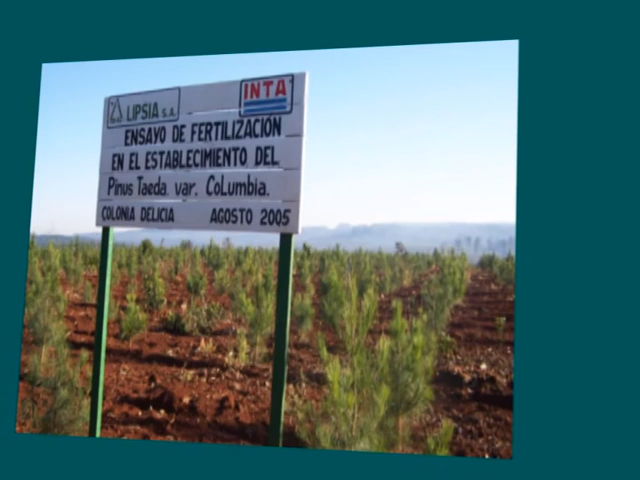 LIPSIA S.A.
INTA
ENSAYO DE FERTILIZACIÓN
EN EL ESTABLECIMIENTO DEL
Pinus Taeda. var. CoLumbia.
COLONIA DELICIA AGOSTO 2005